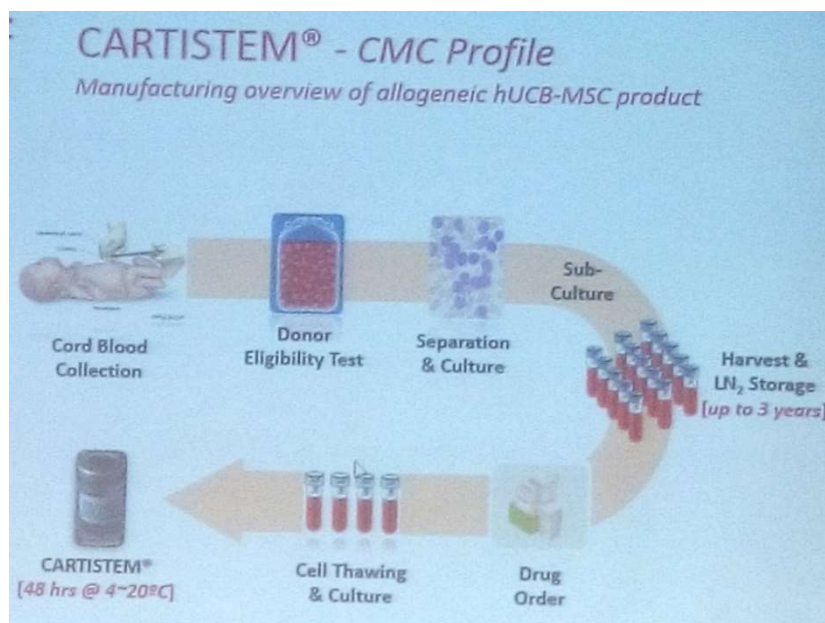 CARTISTEM® - CMC Profile
Manufacturing overview of allogeneic hUCB-MSC product
Cord Blood
Collection
Donor
Eligibility Test
Separation
& Culture
Sub-
Culture
Harvest &
LN₂ Storage
[up to 3 years]
Drug
Order
Cell Thawing
& Culture
CARTISTEM®
[48 hrs @ 4~20ºC]